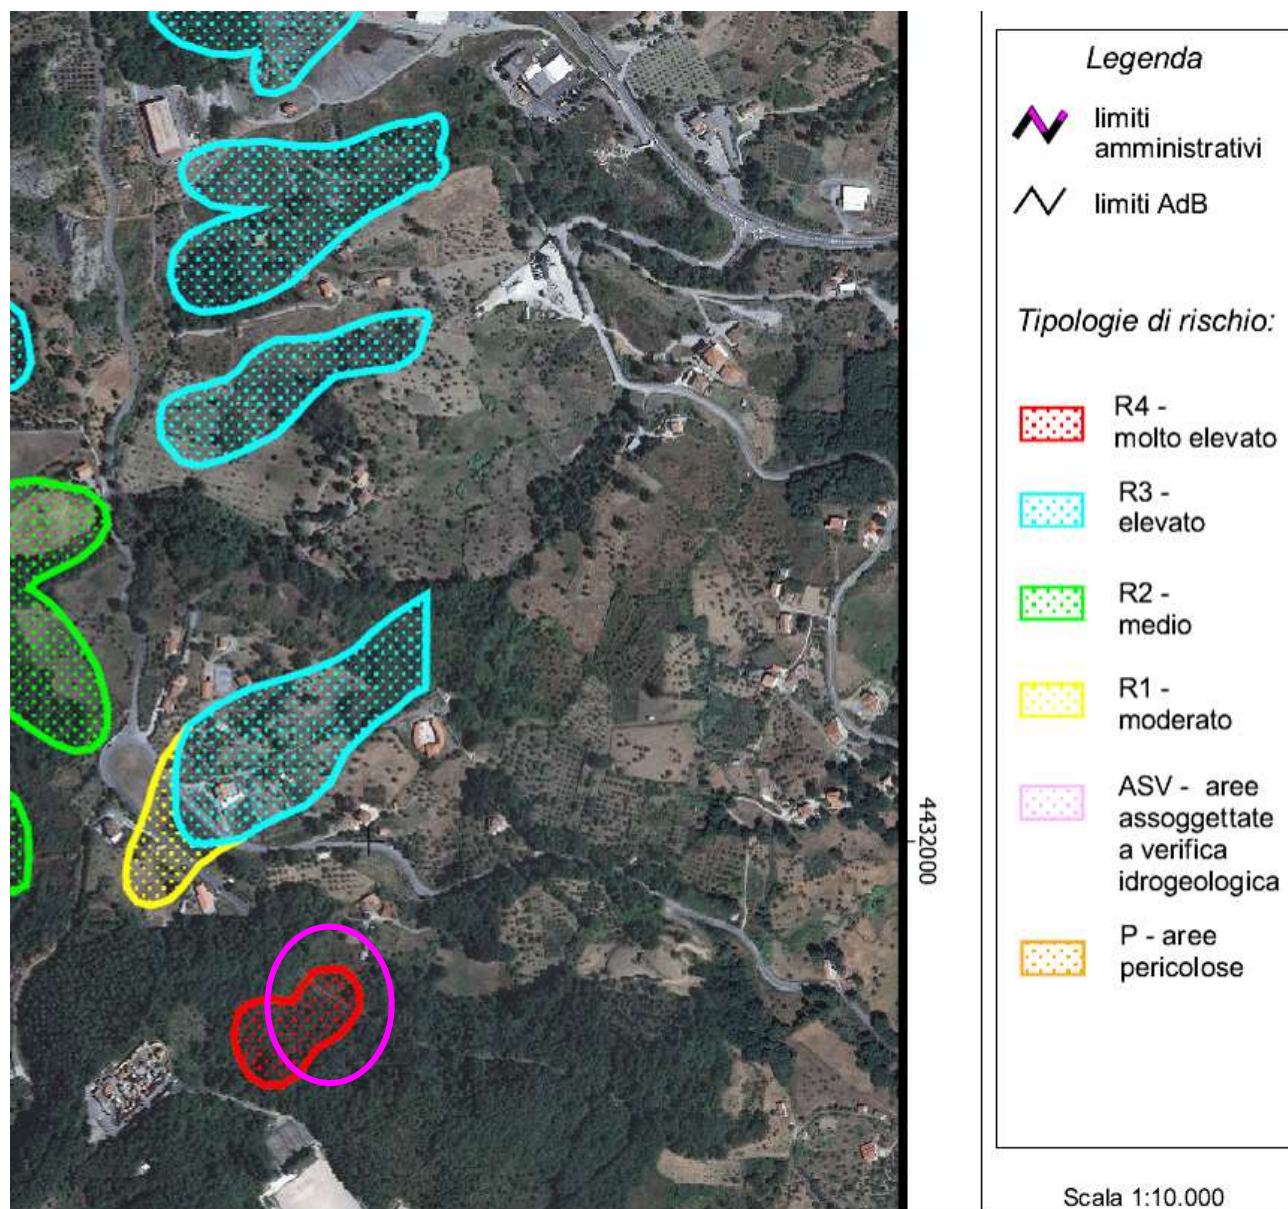 Legenda
limiti
amministrativi
limiti AdB
Tipologie di rischio:
R4 -
molto elevato
R3 -
elevato
R2 -
medio
R1 -
moderato
ASV - aree
assoggettate
a verifica
idrogeologica
P - aree
pericolose
4432000
Scala 1:10.000